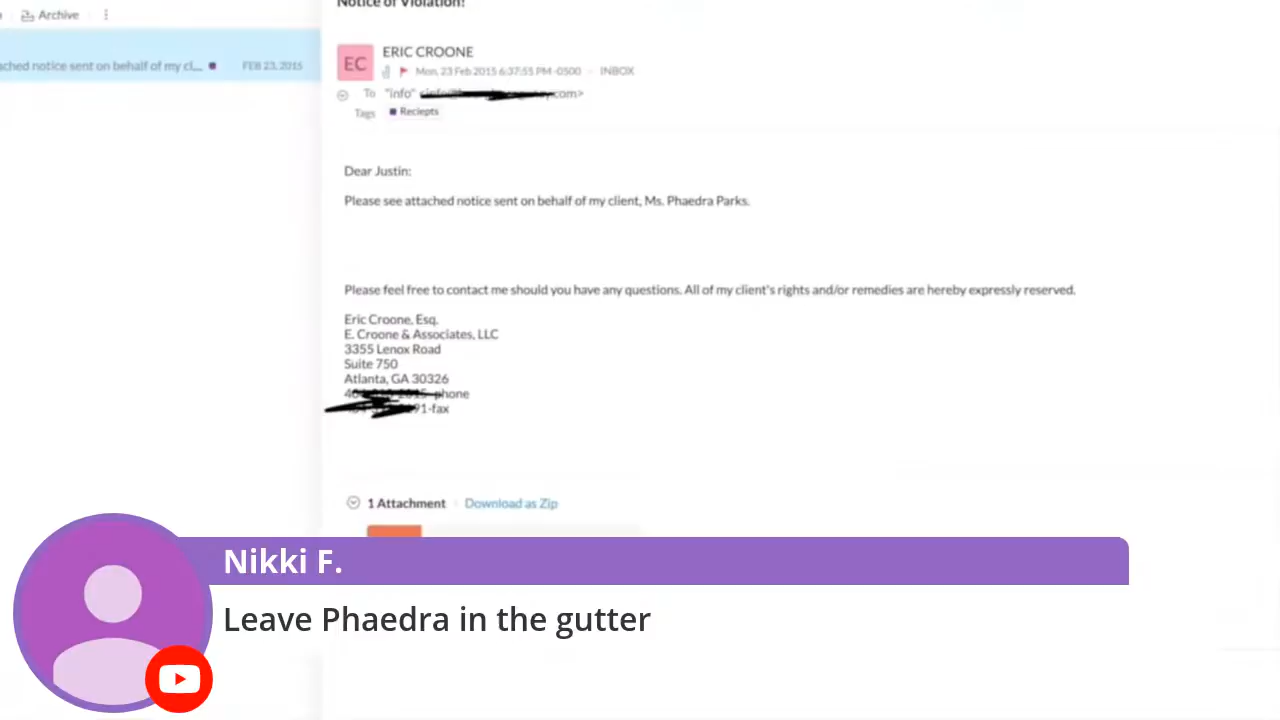 Notice of Violation!
Archive
ched notice sent on behalf of my cl...
FEB 23, 2015
EC
ERIC CROONE
Mon, 23 Feb 2015 6:37:55 PM -0500 · INBOX
To "info"
com>
Tags
Reciepts
Dear Justin:
Please see attached notice sent on behalf of my client, Ms. Phaedra Parks.
Please feel free to contact me should you have any questions. All of my client's rights and/or remedies are hereby expressly reserved.
Eric Croone, Esq.
E. Croone & Associates, LLC
3355 Lenox Road
Suite 750
Atlanta, GA 30326
phone
91-fax
1 Attachment
Download as Zip
Nikki F.
Leave Phaedra in the gutter